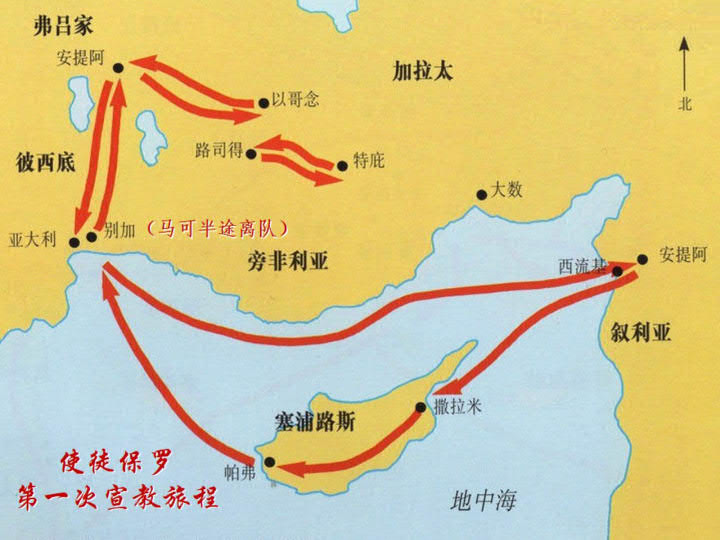 弗吕家
安提阿
加拉太
北
以哥念
路司得
特庇
彼西底
大数
亚大利
别加
（马可半途离队）
旁非利亚
安提阿
西流基
叙利亚
撒拉米
塞浦路斯
帕弗
使徒保罗
第一次宣教旅程
地中海